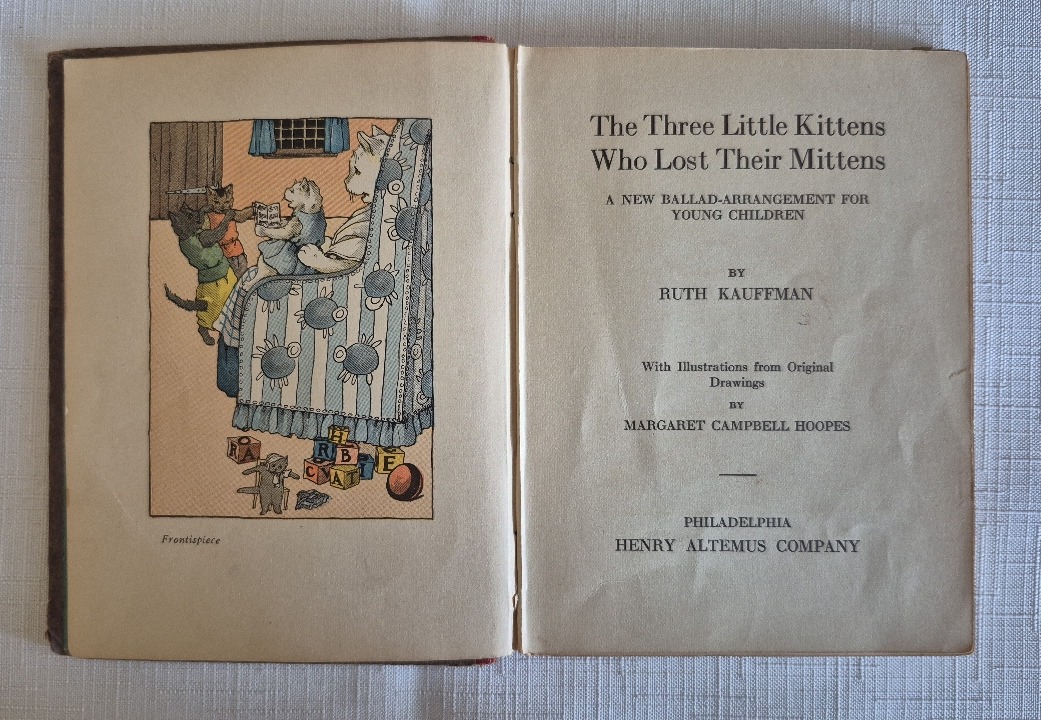 H
R B
R A
C A T E
Frontispiece
The Three Little Kittens
Who Lost Their Mittens
A NEW BALLAD-ARRANGEMENT FOR
YOUNG CHILDREN
BY
RUTH KAUFFMAN
With Illustrations from Original
Drawings
BY
MARGARET CAMPBELL HOOPES
PHILADELPHIA
HENRY ALTEMUS COMPANY